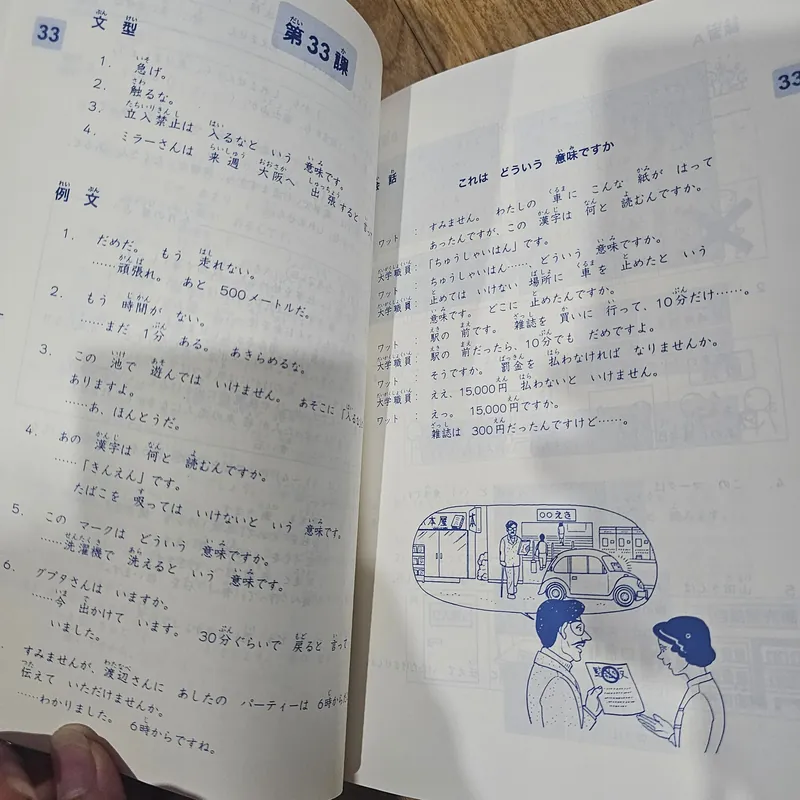 33
第33課
文型
1. 急げ。
2. 触るな。
3. 立入禁止は 入るなと いう 意味です。
4. ミラーさんは 来週 大阪へ 出張すると
例文
1. だめだ。 もう 走れない。
……頑張れ。 あと 500メートルだ。
2. もう 時間が ない。
……まだ 1分 ある。 あきらめるな。
3. この 池で 遊んでは いけません。 あそこに 「入るな」
ありますよ。
……あ、ほんとうだ。
4. あの 漢字は 何と 読むんですか。
……「きんえん」です。
たばこを 吸っては いけないと いう 意味です。
5. この マークは どういう 意味ですか。
……洗濯機で 洗えると いう 意味です。
6. グプタさんは いますか。
……今 出かけて います。 30分ぐらいで 戻ると 言って
いました。
すみませんが、渡辺さんに あしたの パーティーは 6時からだ
伝えて いただけませんか。
……わかりました。 6時からですね。
33
会話
これは どういう 意味ですか
ワット : すみません。 わたしの 車に こんな 紙が はって
あったんですが、この 漢字は 何と 読むんですか。
大学職員 : 「ちゅうしゃいはん」です。
ワット : ちゅうしゃいはん……、どういう 意味ですか。
大学職員 : 止めては いけない 場所に 車を 止めたと いう
意味です。 どこに 止めたんですか。
ワット : 駅の 前です。 雑誌を 買いに 行って、10分だけ……。
大学職員 : 駅の 前だったら、10分でも だめですよ。
ワット : そうですか。 罰金を 払わなければ なりませんか。
大学職員 : ええ、15,000円 払わないと いけません。
ワット : えっ。 15,000円ですか。
雑誌は 300円だったんですけど……。
本屋
○○えき